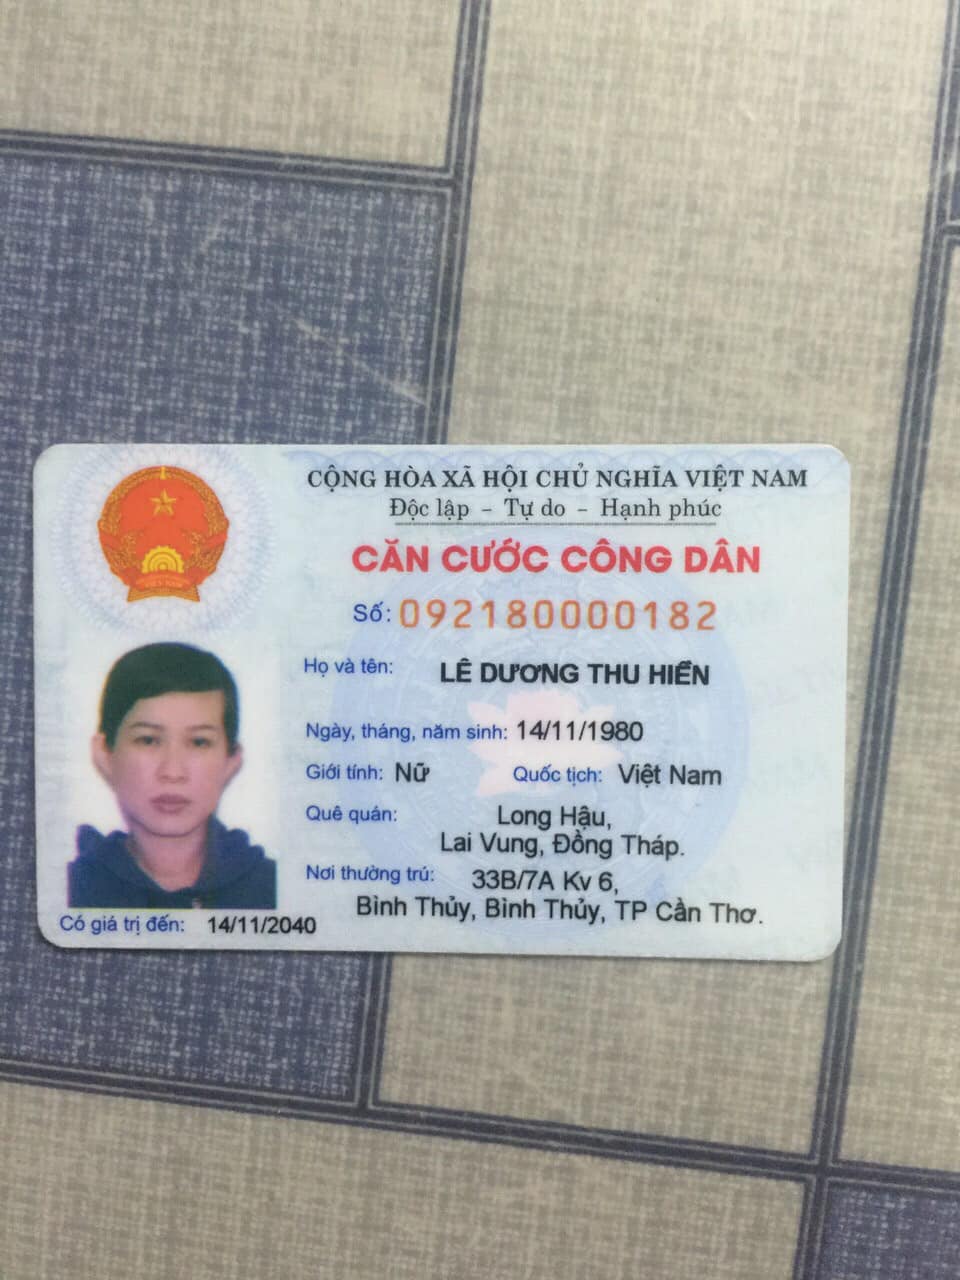 CỘNG HÒA XÃ HỘI CHỦ NGHĨA VIỆT NAM
Độc lập – Tự do – Hạnh phúc
CĂN CƯỚC CÔNG DÂN
Số: 092180000182
Họ và tên: LÊ DƯƠNG THU HIỀN
Ngày, tháng, năm sinh: 14/11/1980
Giới tính: Nữ Quốc tịch: Việt Nam
Quê quán: Long Hậu,
Lai Vung, Đồng Tháp.
Nơi thường trú: 33B/7A Kv 6,
Bình Thủy, Bình Thủy, TP Cần Thơ.
Có giá trị đến: 14/11/2040
VIỆT NAM